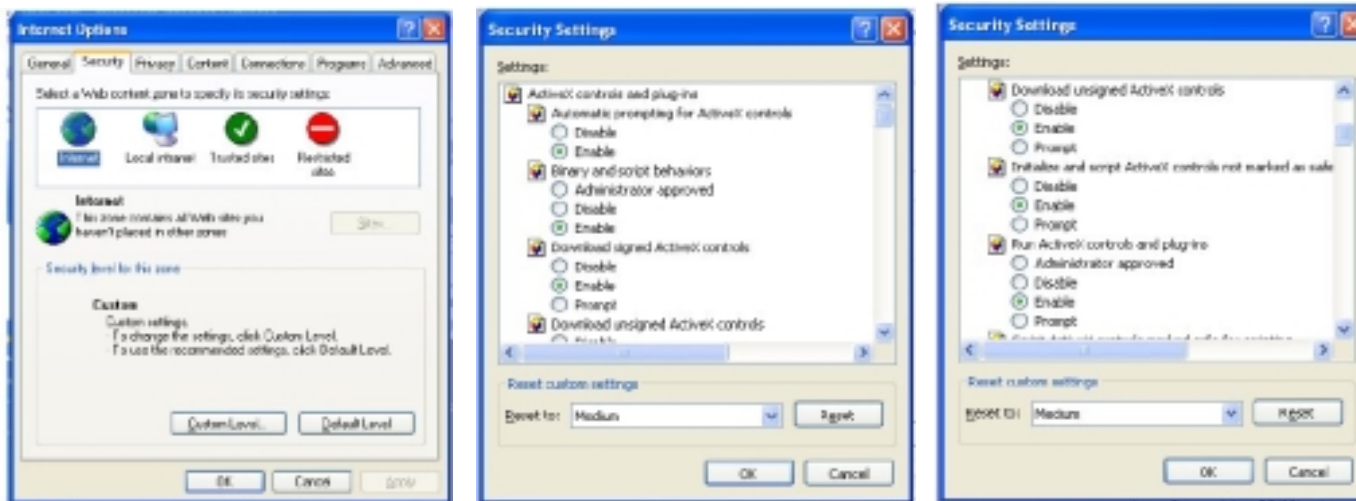 Internet Options
General Security Privacy Content Connections Programs Advanced
Select a Web content zone to specify its security settings
Internet Local intranet Trusted sites Restricted sites
Internet
This zone contains all Web sites you haven't placed in other zones
Sites...
Security level for this zone
Custom
Custom settings.
- To change the settings, click Custom Level.
- To use the recommended settings, click Default Level.
Custom Level... Default Level
OK Cancel Apply
Security Settings
Settings:
ActiveX controls and plug-ins
Automatic prompting for ActiveX controls
Disable
Enable
Binary and script behaviors
Administrator approved
Disable
Enable
Download signed ActiveX controls
Disable
Enable
Prompt
Download unsigned ActiveX controls
Disable
Reset custom settings
Reset to: Medium Reset
OK Cancel
Security Settings
Settings:
Download unsigned ActiveX controls
Disable
Enable
Prompt
Initialize and script ActiveX controls not marked as safe
Disable
Enable
Prompt
Run ActiveX controls and plug-ins
Administrator approved
Disable
Enable
Prompt
Script ActiveX controls marked safe for scripting
Reset custom settings
Reset to: Medium Reset
OK Cancel